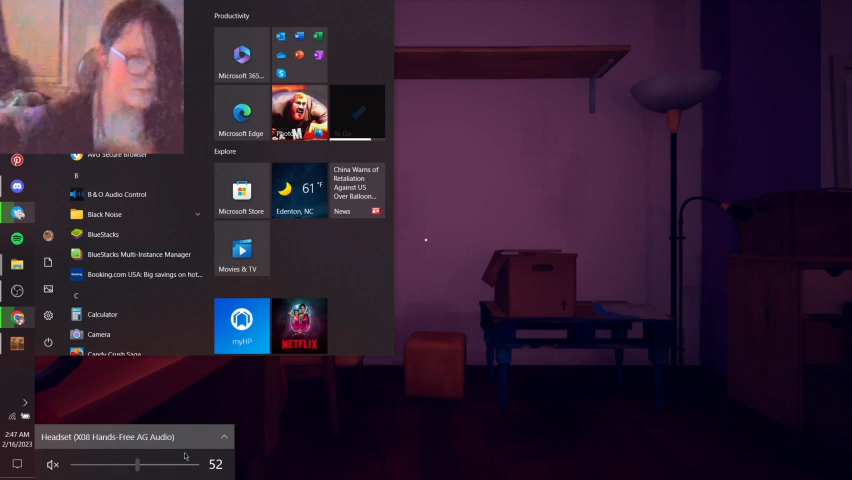 Productivity
Microsoft 365...
Microsoft Edge
Explore
Microsoft Store
61 °F
Edenton, NC
China Warns of
Retaliation
Against US
Over Balloon...
News
Movies & TV
myHP
NETFLIX
AVG Secure Browser
B
B&O Audio Control
Black Noise
BlueStacks
BlueStacks Multi-Instance Manager
Booking.com USA: Big savings on hot...
C
Calculator
Camera
Candy Crush Saga
2:47 AM
2/16/2023
Headset (X08 Hands-Free AG Audio)
52